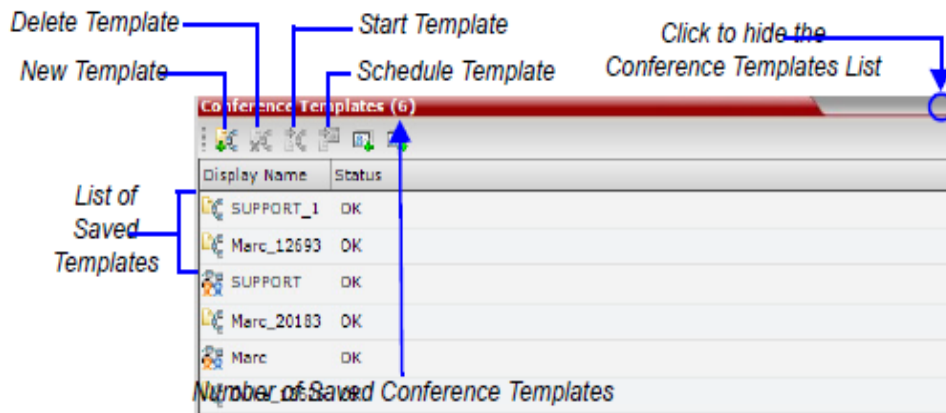 Delete Template
Start Template
Click to hide the
New Template
Schedule Template
Conference Templates List
Conference Templates (6)
Display Name Status
List of
Saved
Templates
SUPPORT_1 OK
Marc_12693 OK
SUPPORT OK
Marc_20183 OK
Marc OK
Number of Saved Conference Templates